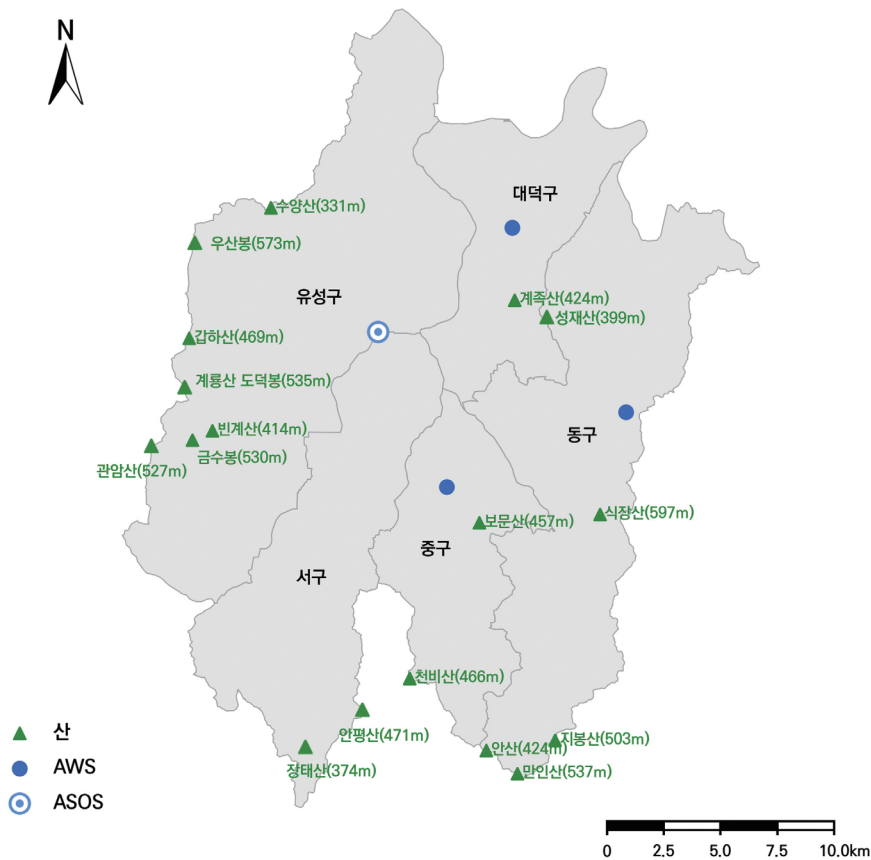 N
대덕구
수양산(331m)
우산봉(573m)
유성구
계족산(424m)
성재산(399m)
갑하산(469m)
계룡산 도덕봉(535m)
빈계산(414m)
동구
금수봉(530m)
관암산(527m)
식장산(597m)
보문산(457m)
중구
서구
천비산(466m)
안평산(471m)
지봉산(503m)
안산(424m)
장태산(374m)
만인산(537m)
산
AWS
ASOS
0 2.5 5.0 7.5 10.0km